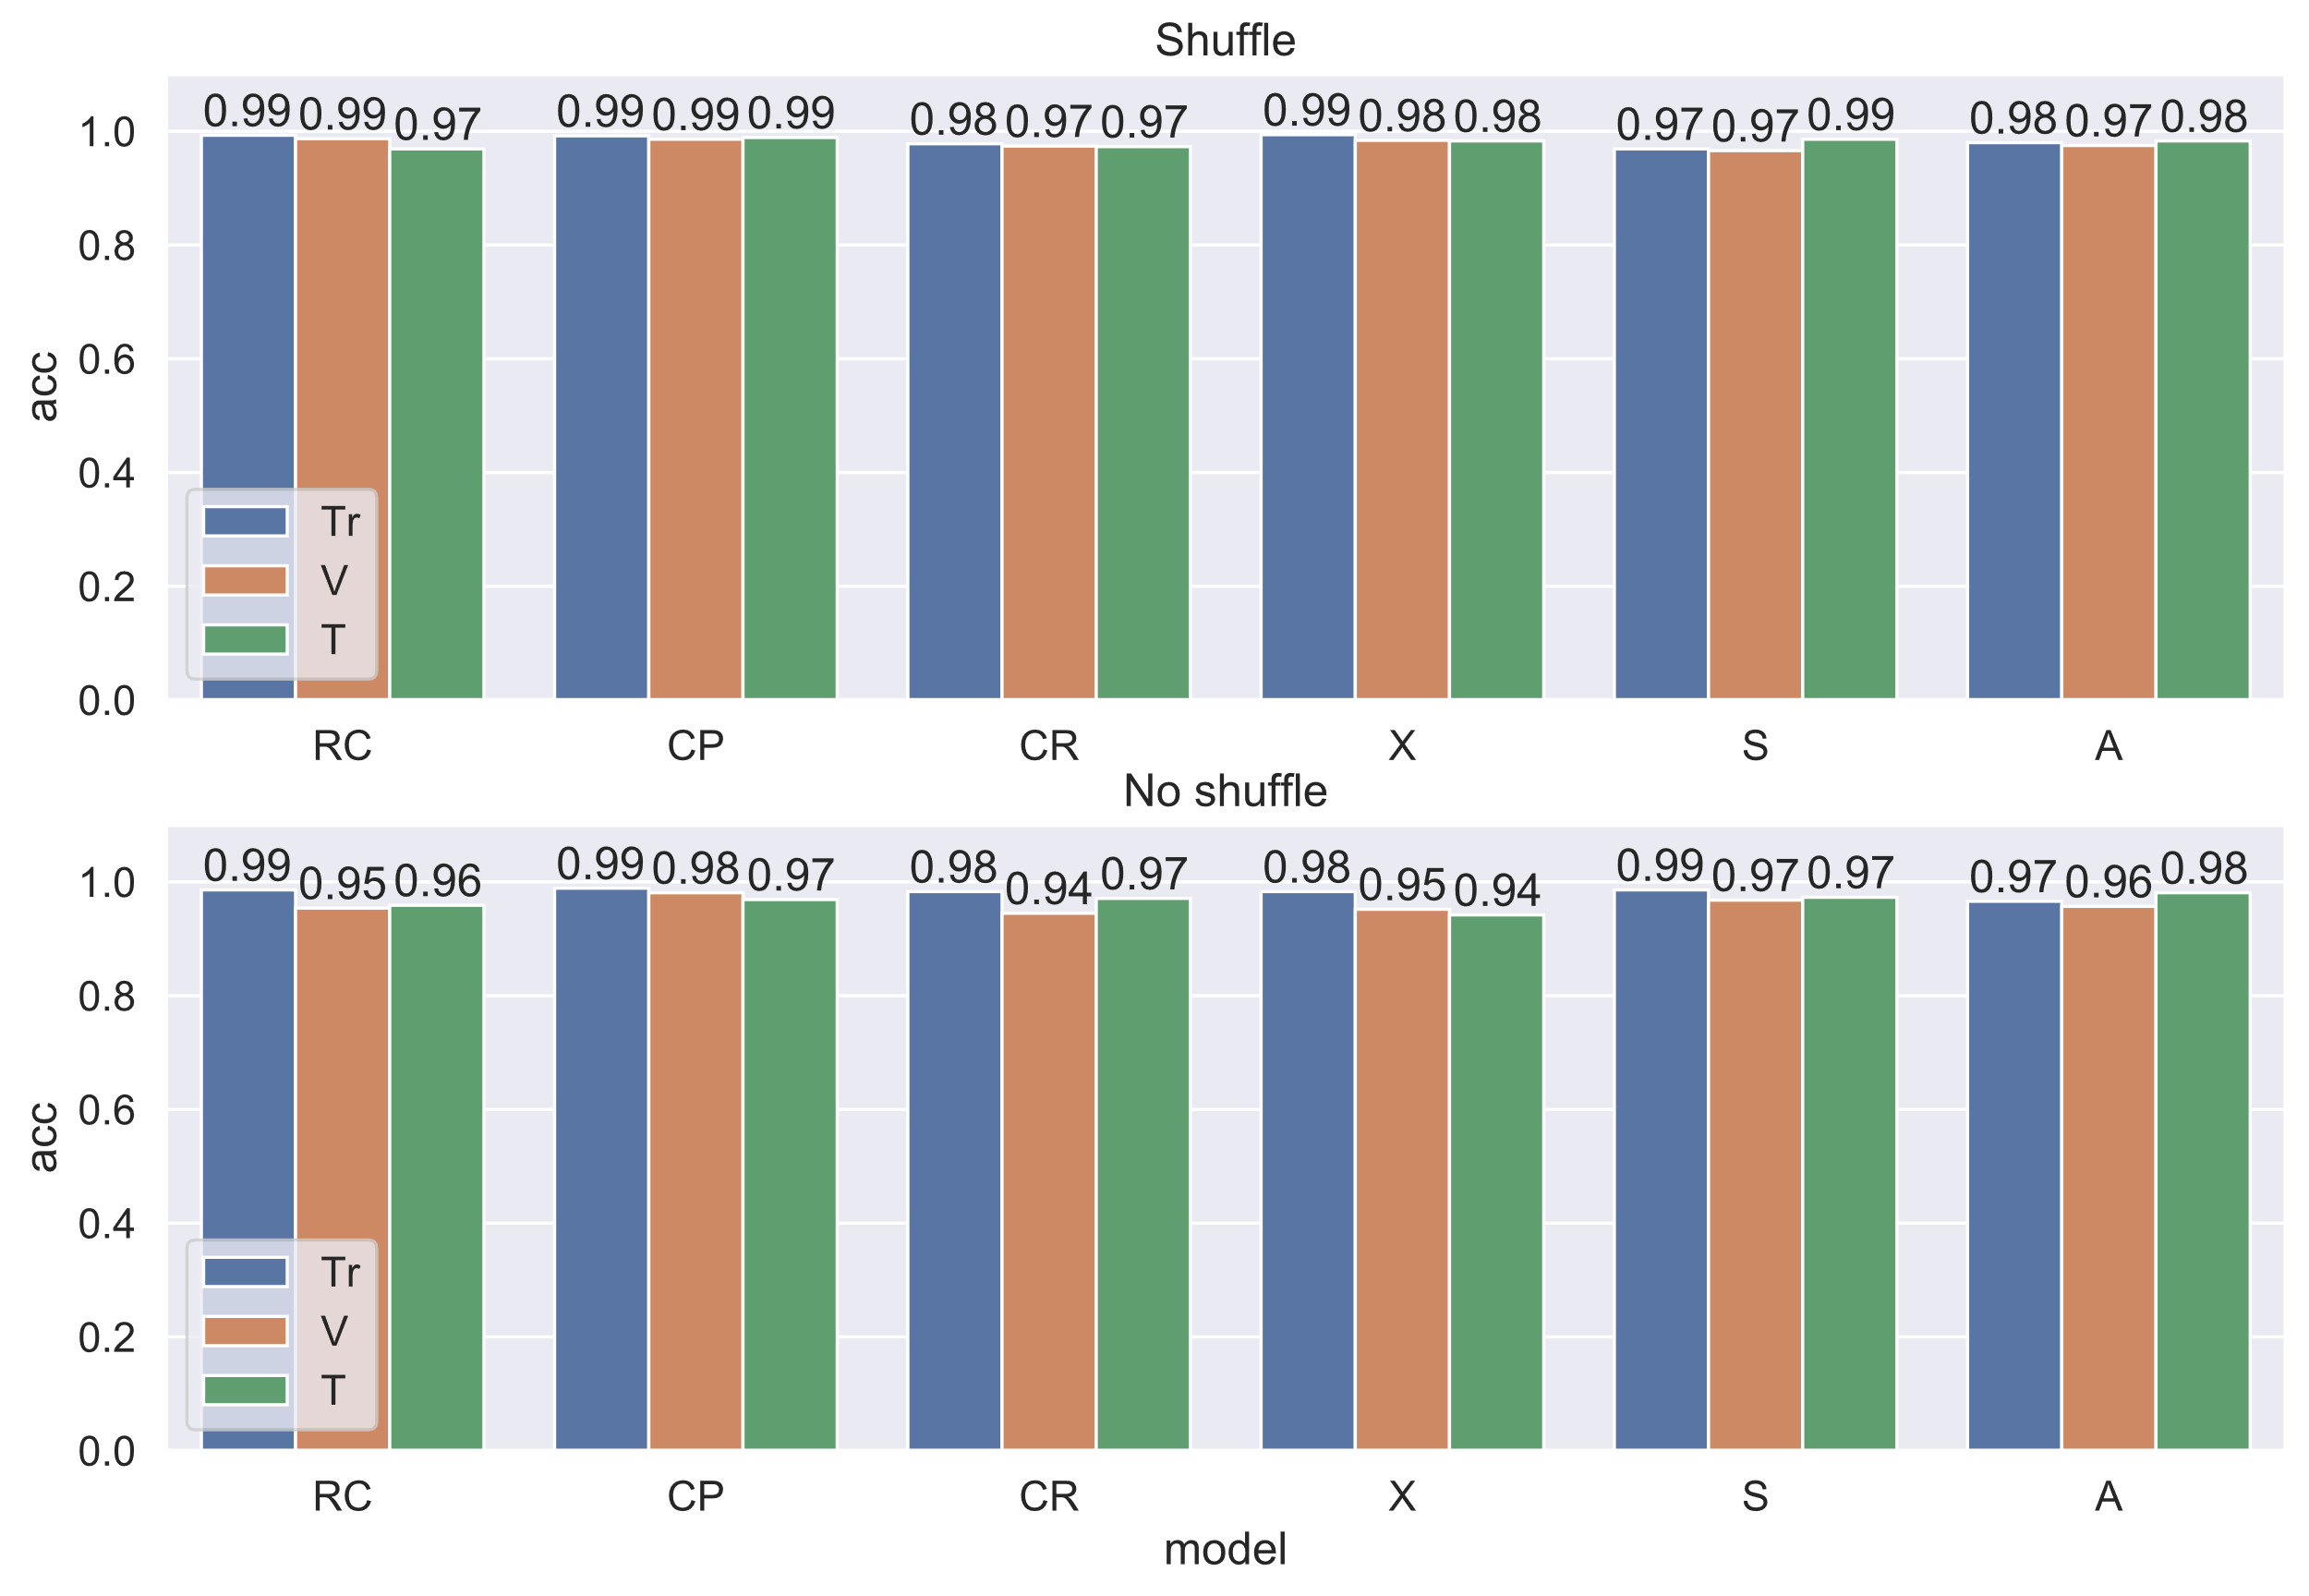 Shuffle
0.99 0.99 0.97 0.99 0.99 0.99 0.98 0.97 0.97 0.99 0.98 0.98 0.97 0.97 0.99 0.98 0.97 0.98
1.0
0.8
0.6
0.4
0.2
0.0
acc
Tr
V
T
RC CP CR X S A
No shuffle
0.99 0.95 0.96 0.99 0.98 0.97 0.98 0.94 0.97 0.98 0.95 0.94 0.99 0.97 0.97 0.97 0.96 0.98
1.0
0.8
0.6
0.4
0.2
0.0
acc
Tr
V
T
RC CP CR X S A
model